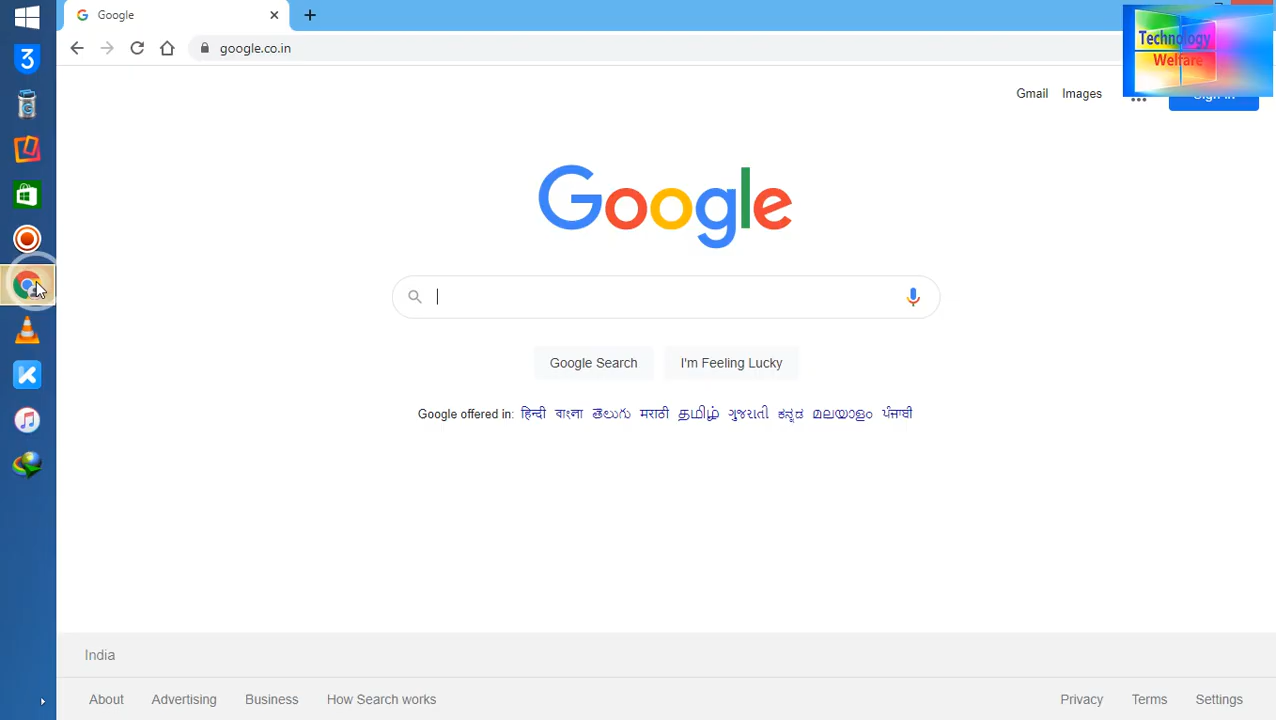 Google
google.co.in
Technology
Welfare
Gmail Images
Google
Google Search I'm Feeling Lucky
Google offered in: हिन्दी বাংলা తెలుగు मराठी தமிழ் ગુજરાતી ಕನ್ನಡ മലയാളം ਪੰਜਾਬੀ
India
About Advertising Business How Search works Privacy Terms Settings